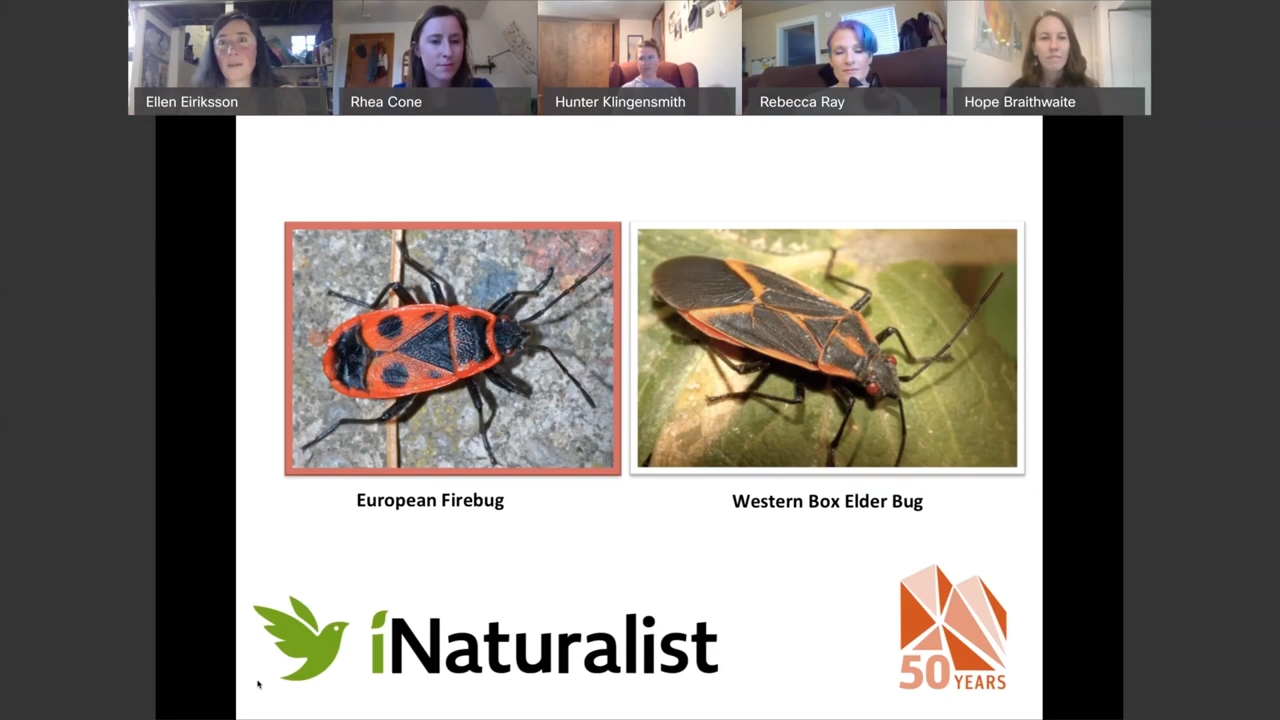 Ellen Eiriksson
Rhea Cone
Hunter Klingensmith
Rebecca Ray
Hope Braithwaite
European Firebug
Western Box Elder Bug
iNaturalist
50 YEARS